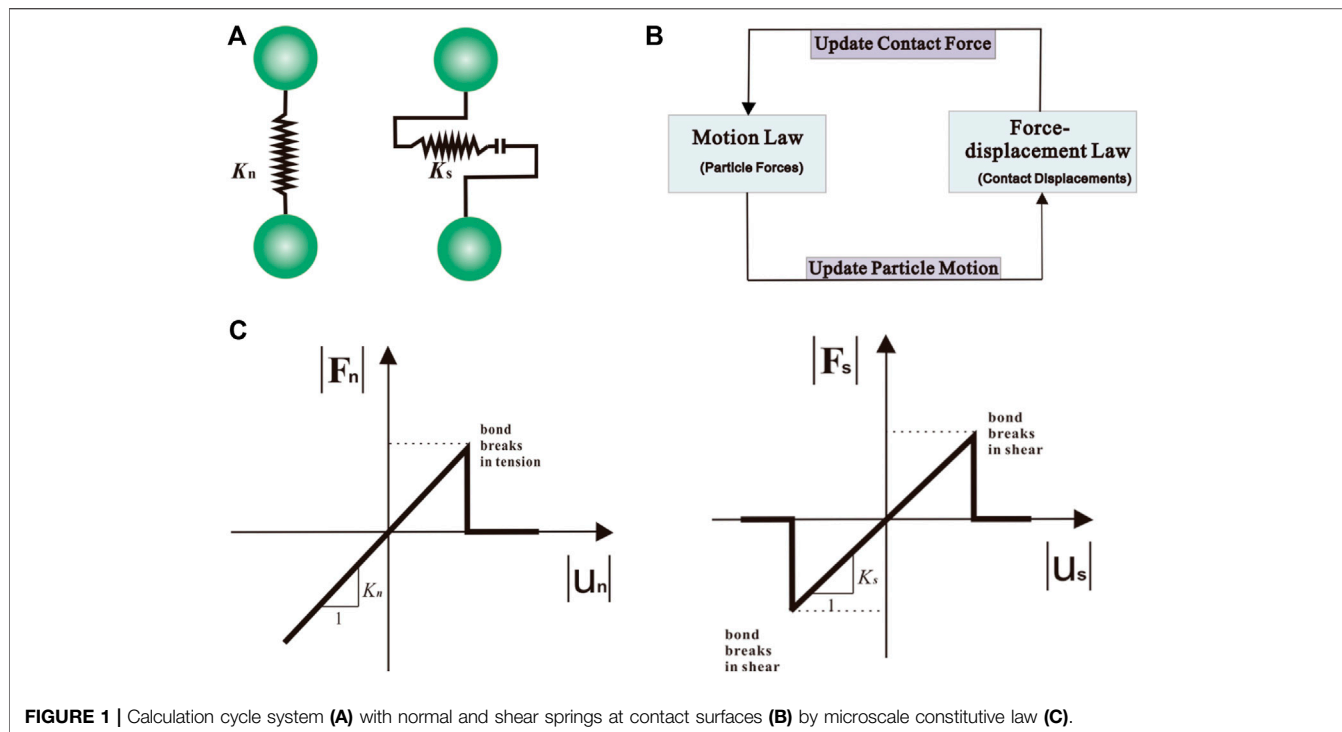 A
Kn
Ks
B
Update Contact Force
Motion Law
(Particle Forces)
Force-
displacement Law
(Contact Displacements)
Update Particle Motion
C
|Fn|
bond
breaks
in tension
|un|
Kn
1
|Fs|
bond
breaks
in shear
|us|
Ks
1
bond
breaks
in shear
FIGURE 1 | Calculation cycle system (A) with normal and shear springs at contact surfaces (B) by microscale constitutive law (C).